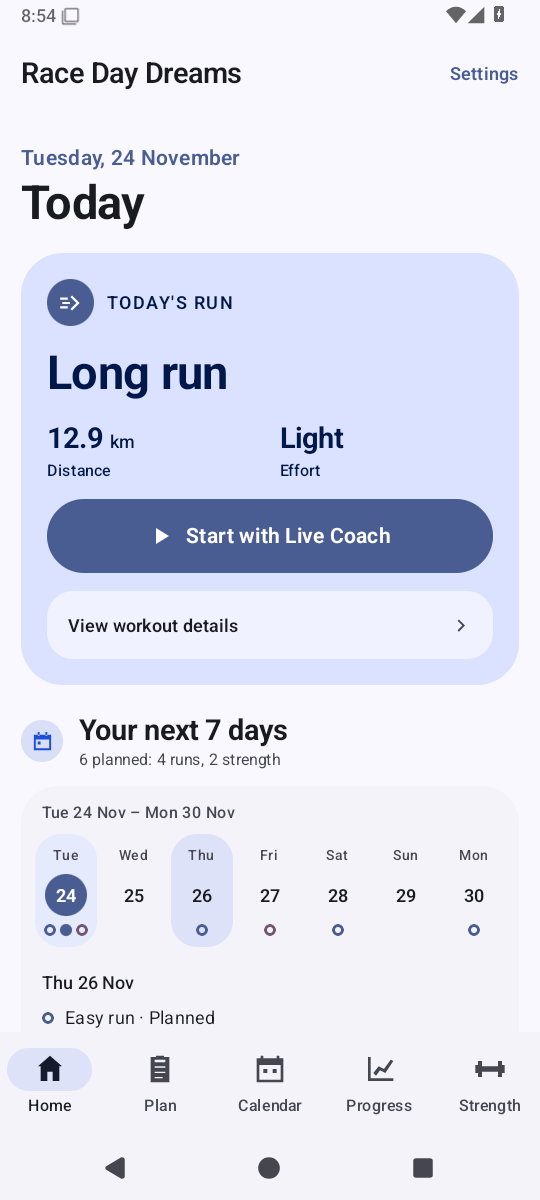 8:54
Race Day Dreams
Settings
Tuesday, 24 November
Today
TODAY'S RUN
Long run
12.9 km
Light
Distance
Effort
Start with Live Coach
View workout details
Your next 7 days
6 planned: 4 runs, 2 strength
Tue 24 Nov – Mon 30 Nov
Tue Wed Thu Fri Sat Sun Mon
24 25 26 27 28 29 30
Thu 26 Nov
Easy run · Planned
Home Plan Calendar Progress Strength